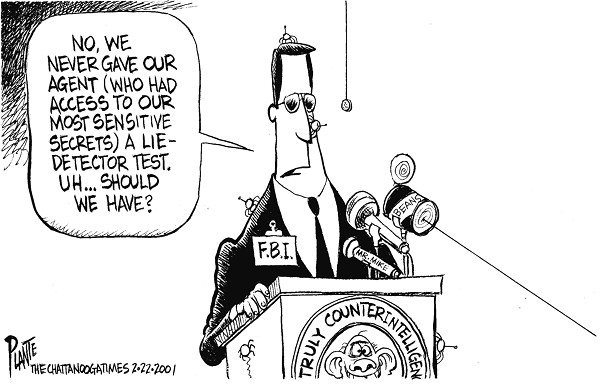 NO, WE
NEVER GAVE OUR
AGENT (WHO HAD
ACCESS TO OUR
MOST SENSITIVE
SECRETS) A LIE-
DETECTOR TEST.
UH... SHOULD
WE HAVE?
BEANS
MR. MIKE
F.B.I.
TRULY COUNTERINTELLIGENC
PLANTE
THE CHATTANOOGA TIMES 2·22·2001